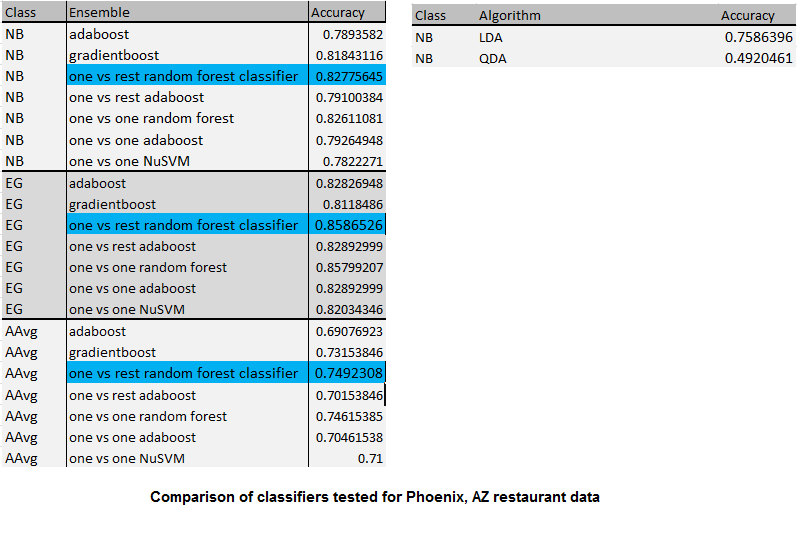 Class Ensemble Accuracy
NB adaboost 0.7893582
NB gradientboost 0.81843116
NB one vs rest random forest classifier 0.82775645
NB one vs rest adaboost 0.79100384
NB one vs one random forest 0.82611081
NB one vs one adaboost 0.79264948
NB one vs one NuSVM 0.7822271
EG adaboost 0.82826948
EG gradientboost 0.8118486
EG one vs rest random forest classifier 0.8586526
EG one vs rest adaboost 0.82892999
EG one vs one random forest 0.85799207
EG one vs one adaboost 0.82892999
EG one vs one NuSVM 0.82034346
AAvg adaboost 0.69076923
AAvg gradientboost 0.73153846
AAvg one vs rest random forest classifier 0.7492308
AAvg one vs rest adaboost 0.70153846
AAvg one vs one random forest 0.74615385
AAvg one vs one adaboost 0.70461538
AAvg one vs one NuSVM 0.71
Class Algorithm Accuracy
NB LDA 0.7586396
NB QDA 0.4920461
Comparison of classifiers tested for Phoenix, AZ restaurant data